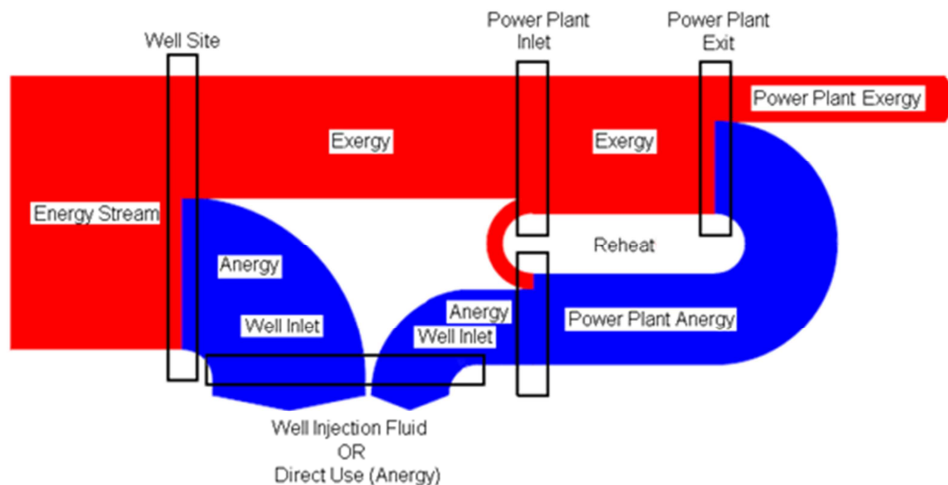 Well Site
Power Plant
Inlet
Power Plant
Exit
Power Plant Exergy
Exergy
Exergy
Energy Stream
Reheat
Anergy
Well Inlet
Anergy
Well Inlet
Power Plant Anergy
Well Injection Fluid
OR
Direct Use (Anergy)